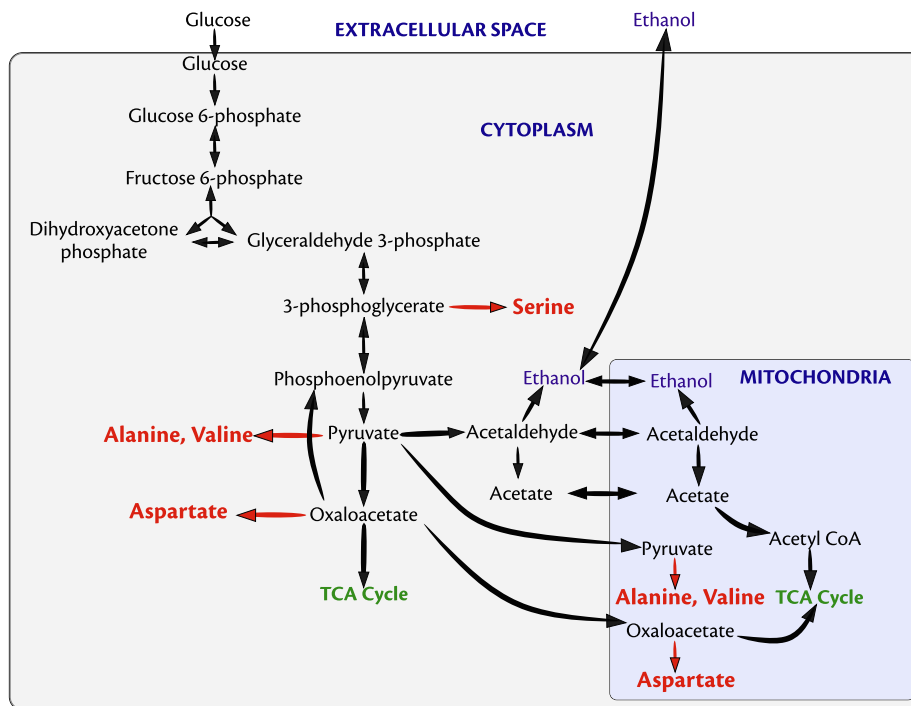 Glucose
EXTRACELLULAR SPACE
Ethanol
Glucose
Glucose 6-phosphate
CYTOPLASM
Fructose 6-phosphate
Dihydroxyacetone
phosphate
Glyceraldehyde 3-phosphate
3-phosphoglycerate
Serine
Phosphoenolpyruvate
Ethanol
Ethanol
MITOCHONDRIA
Alanine, Valine
Pyruvate
Acetaldehyde
Acetaldehyde
Acetate
Acetate
Aspartate
Oxaloacetate
Acetyl CoA
Pyruvate
TCA Cycle
Alanine, Valine
TCA Cycle
Oxaloacetate
Aspartate